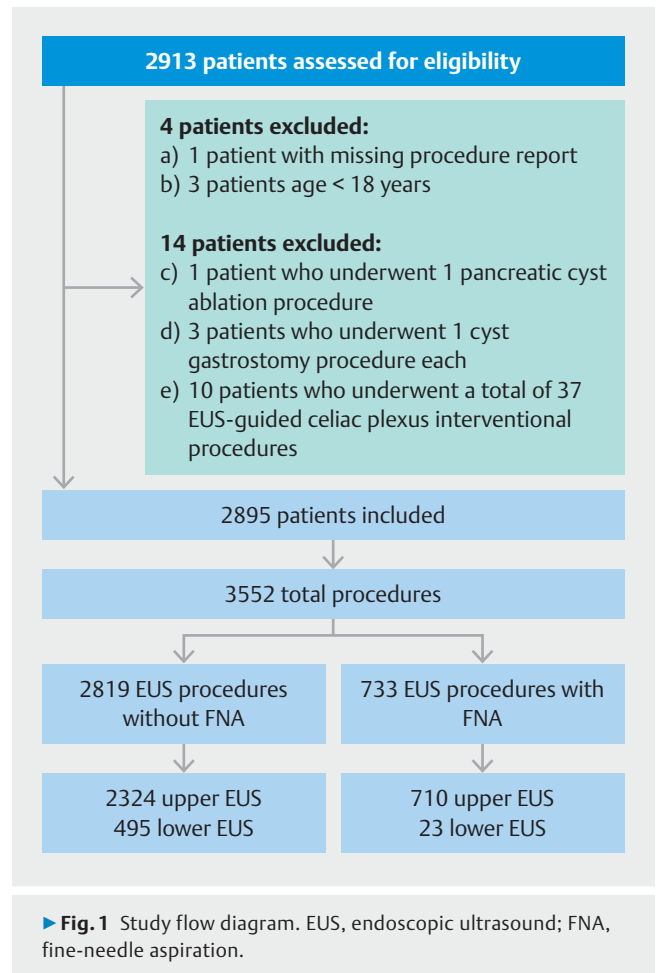 2913 patients assessed for eligibility
4 patients excluded:
a) 1 patient with missing procedure report
b) 3 patients age < 18 years
14 patients excluded:
c) 1 patient who underwent 1 pancreatic cyst
ablation procedure
d) 3 patients who underwent 1 cyst
gastrostomy procedure each
e) 10 patients who underwent a total of 37
EUS-guided celiac plexus interventional
procedures
2895 patients included
3552 total procedures
2819 EUS procedures
without FNA
733 EUS procedures with
FNA
2324 upper EUS
495 lower EUS
710 upper EUS
23 lower EUS
▶ Fig. 1 Study flow diagram. EUS, endoscopic ultrasound; FNA,
fine-needle aspiration.